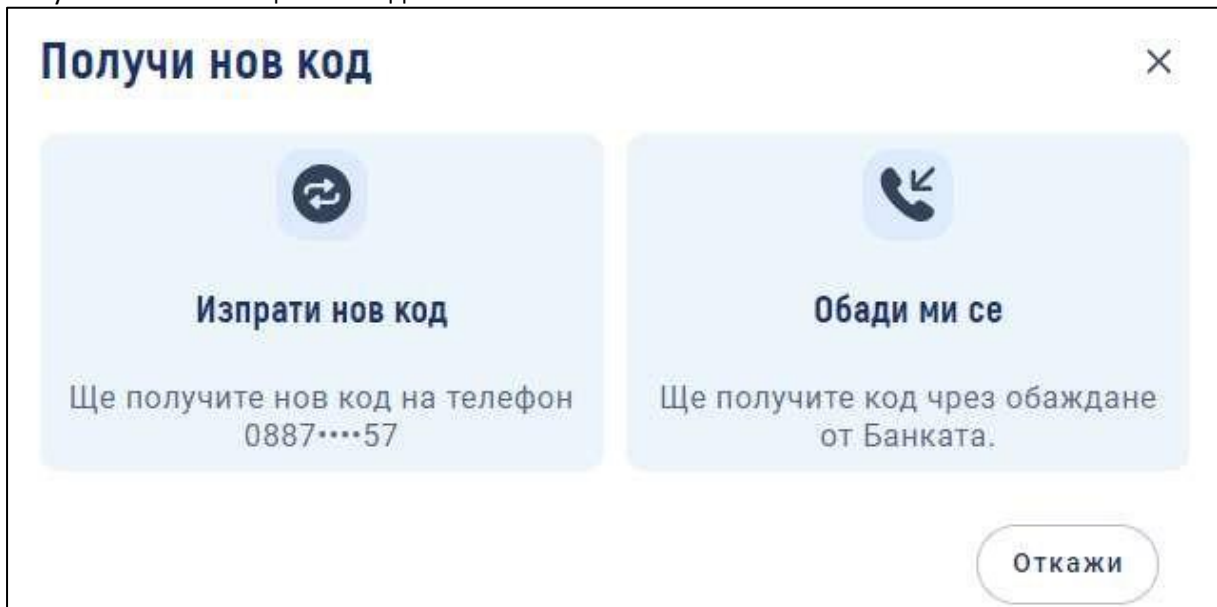 Получи нов код
Изпрати нов код
Ще получите нов код на телефон
0887····57
Обади ми се
Ще получите код чрез обаждане
от Банката.
Откажи